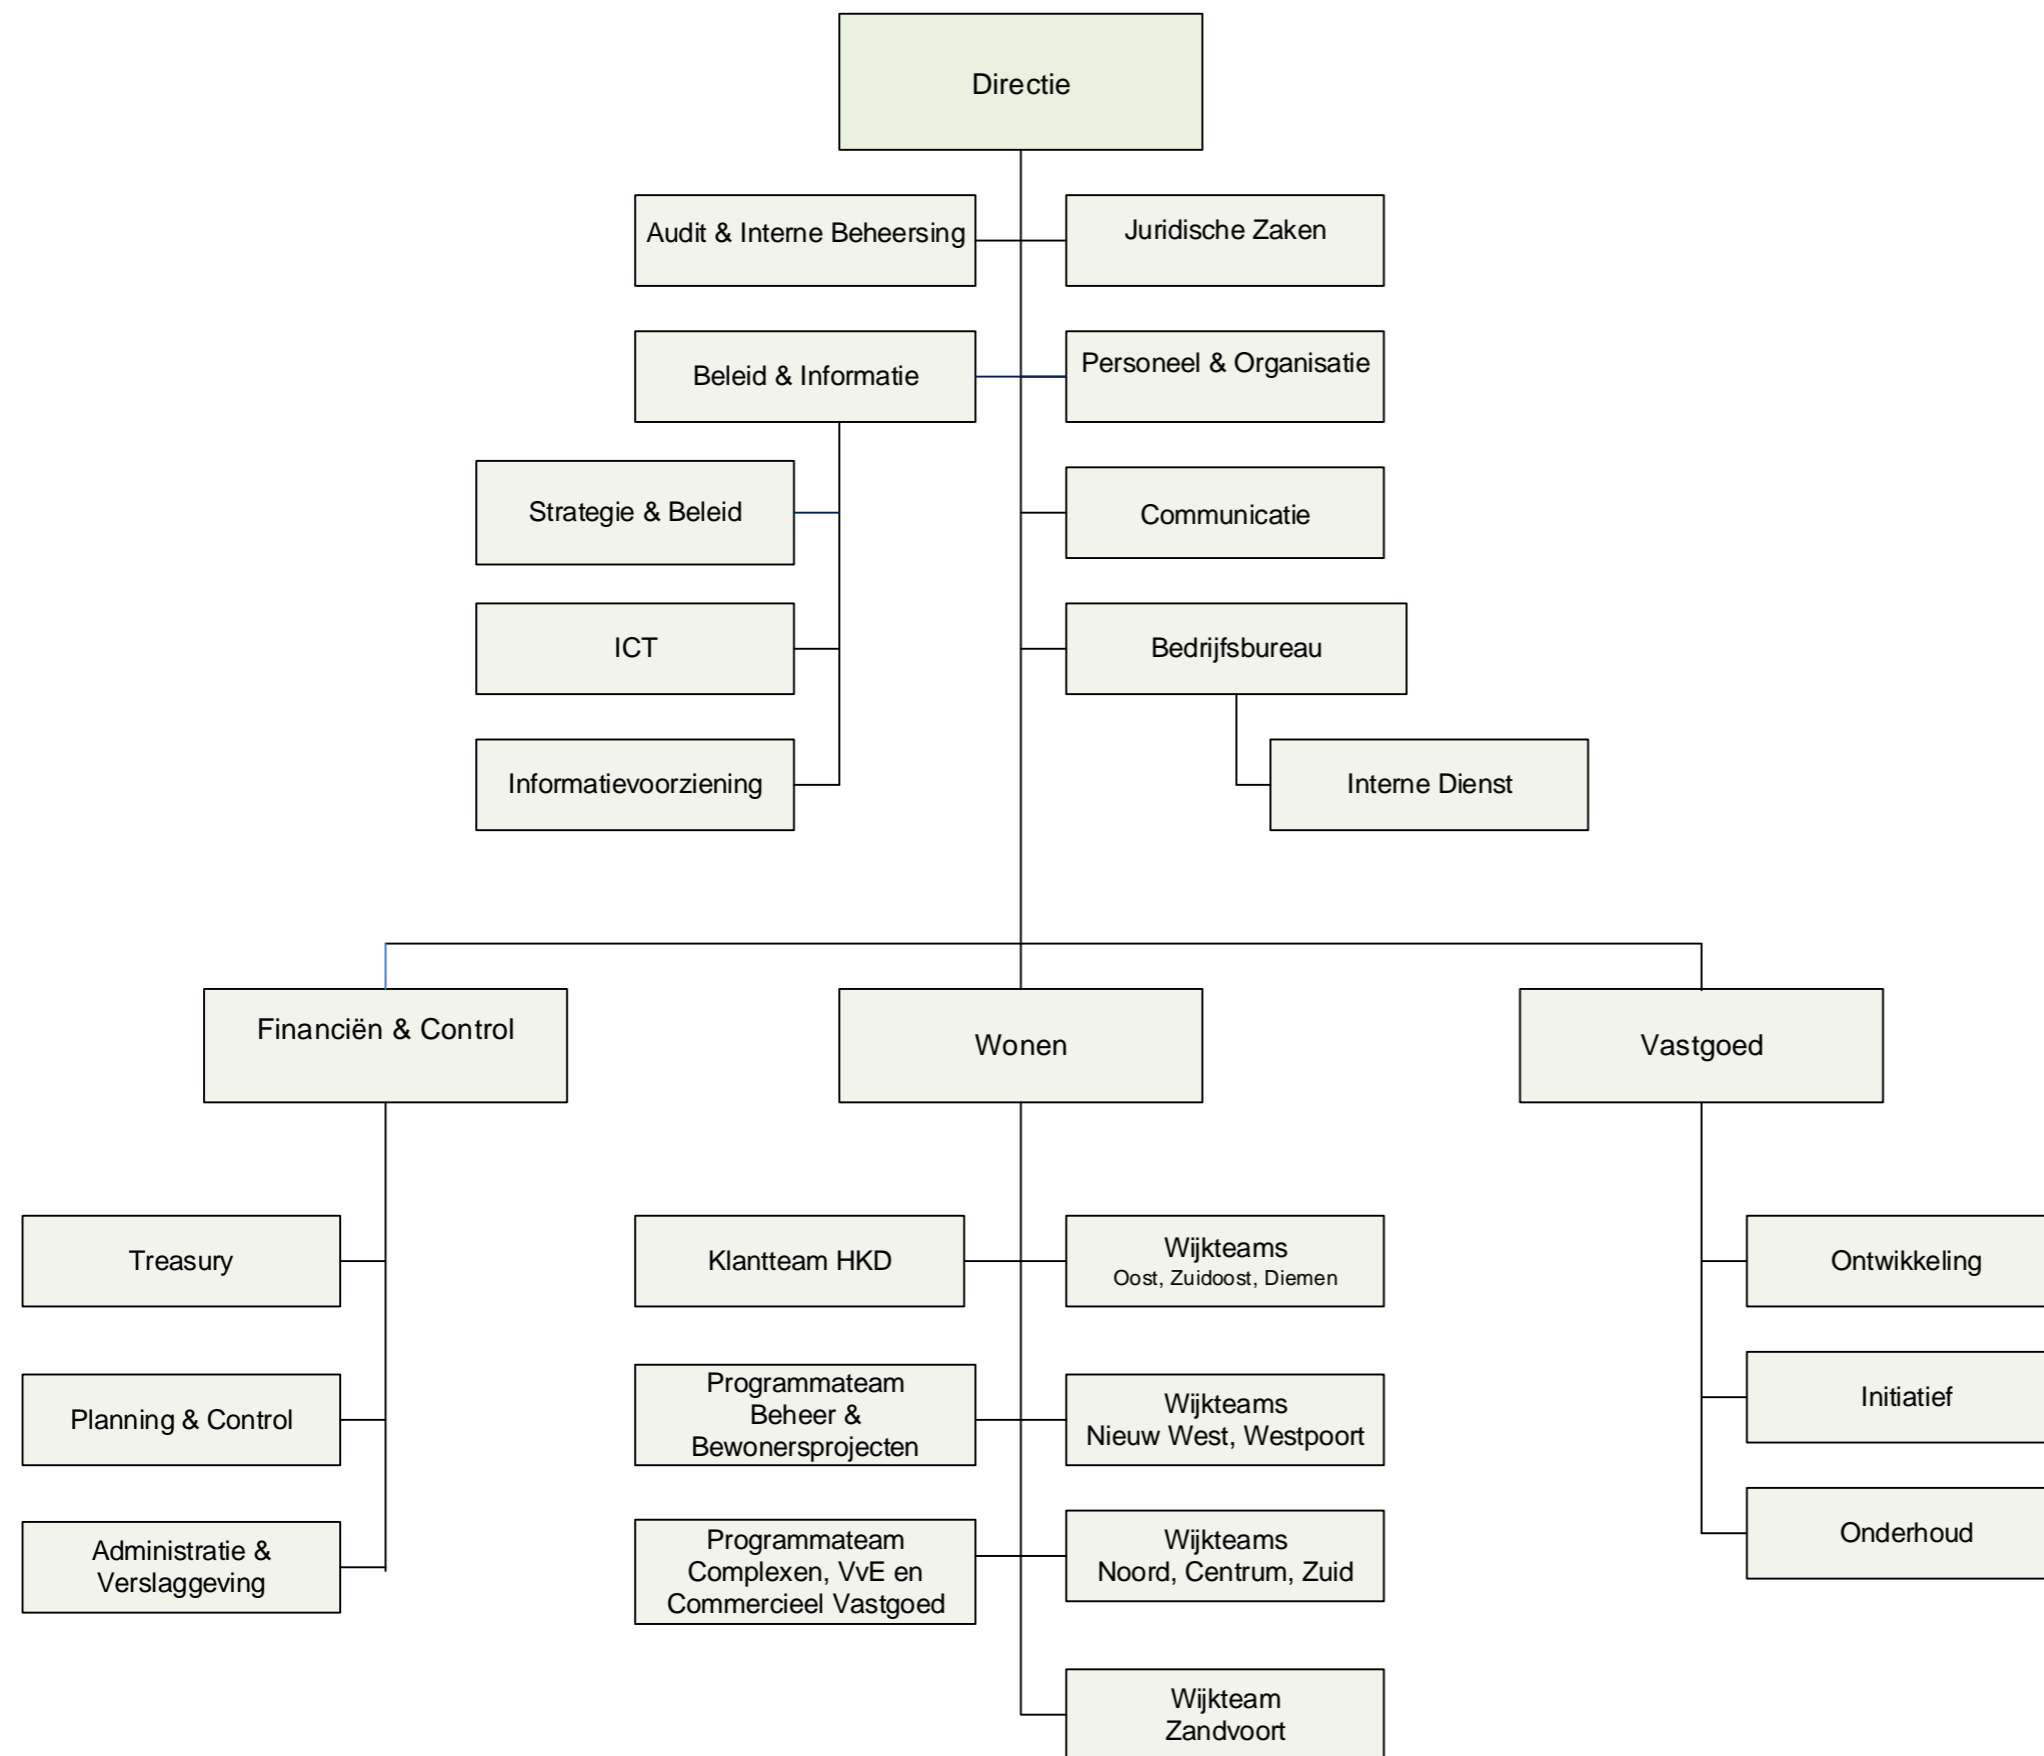 Directie
Audit & Interne Beheersing
Juridische Zaken
Beleid & Informatie
Personeel & Organisatie
Strategie & Beleid
Communicatie
ICT
Bedrijfsbureau
Informatievoorziening
Interne Dienst
Financiën & Control
Wonen
Vastgoed
Treasury
Klantteam HKD
Wijkteams
Oost, Zuidoost, Diemen
Ontwikkeling
Planning & Control
Programmateam
Beheer &
Bewonersprojecten
Wijkteams
Nieuw West, Westpoort
Initiatief
Administratie &
Verslaggeving
Programmateam
Complexen, VvE en
Commercieel Vastgoed
Wijkteams
Noord, Centrum, Zuid
Onderhoud
Wijkteam
Zandvoort